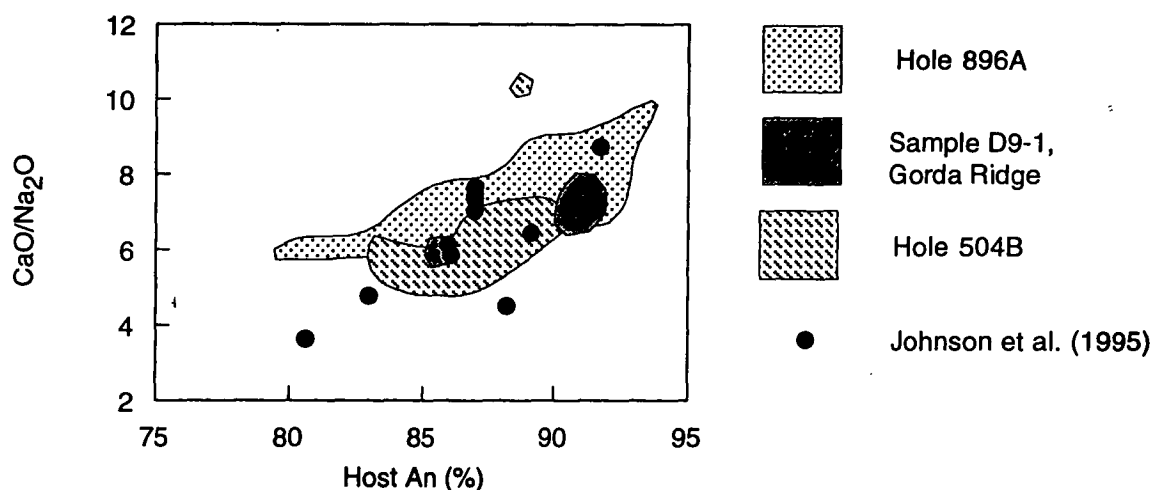 12
10
8
6
4
2
CaO/Na2O
75 80 85 90 95
Host An (%)
Hole 896A
Sample D9-1,
Gorda Ridge
Hole 504B
Johnson et al. (1995)